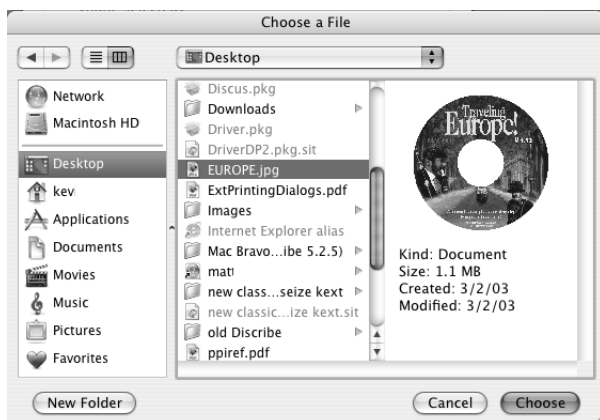 Choose a File
Desktop
Network
Macintosh HD
Desktop
kev
Applications
Documents
Movies
Music
Pictures
Favorites
Discus.pkg
Downloads
Driver.pkg
DriverDP2.pkg.sit
EUROPE.jpg
ExtPrintingDialogs.pdf
Images
Internet Explorer alias
Mac Bravo...ibe 5.2.5)
matt
new class...seize kext
new classic...ize kext.sit
old Discribe
ppiref.pdf
Traveling
Europe!
Kind: Document
Size: 1.1 MB
Created: 3/2/03
Modified: 3/2/03
New Folder
Cancel
Choose